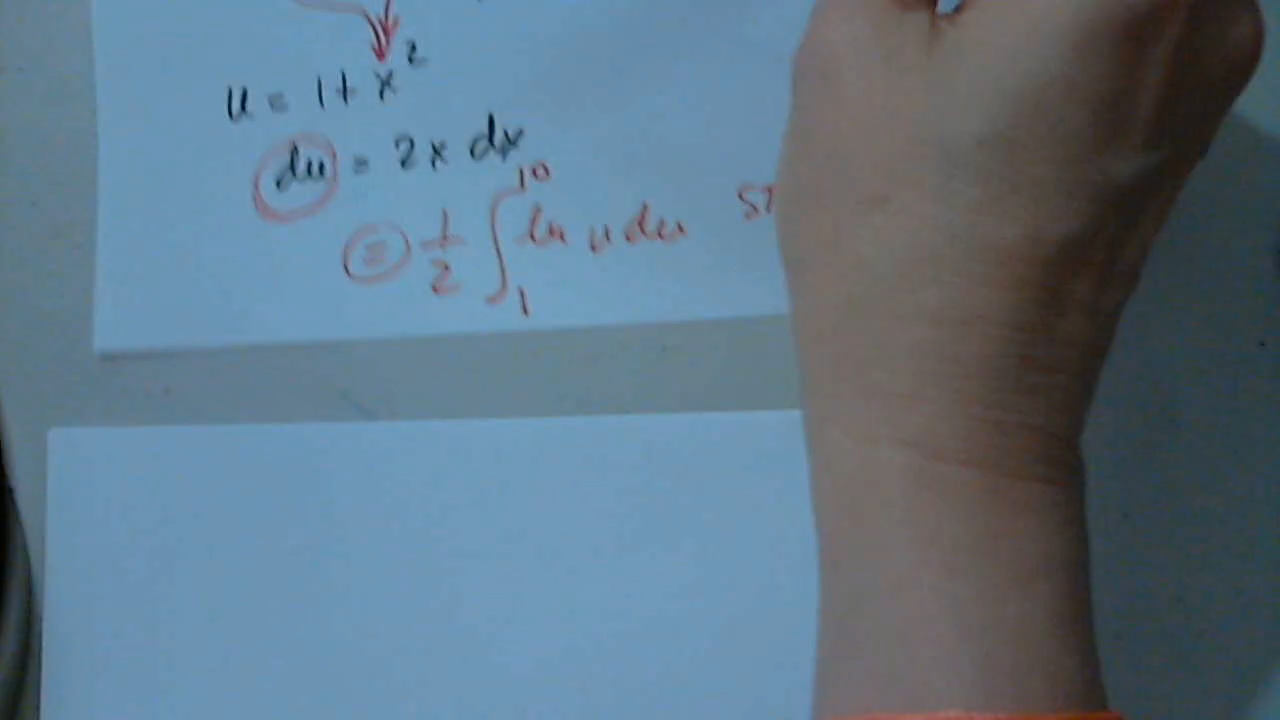 u = 1+ x²
du = 2x dx
= 1/2 ∫₁¹⁰ ln u du